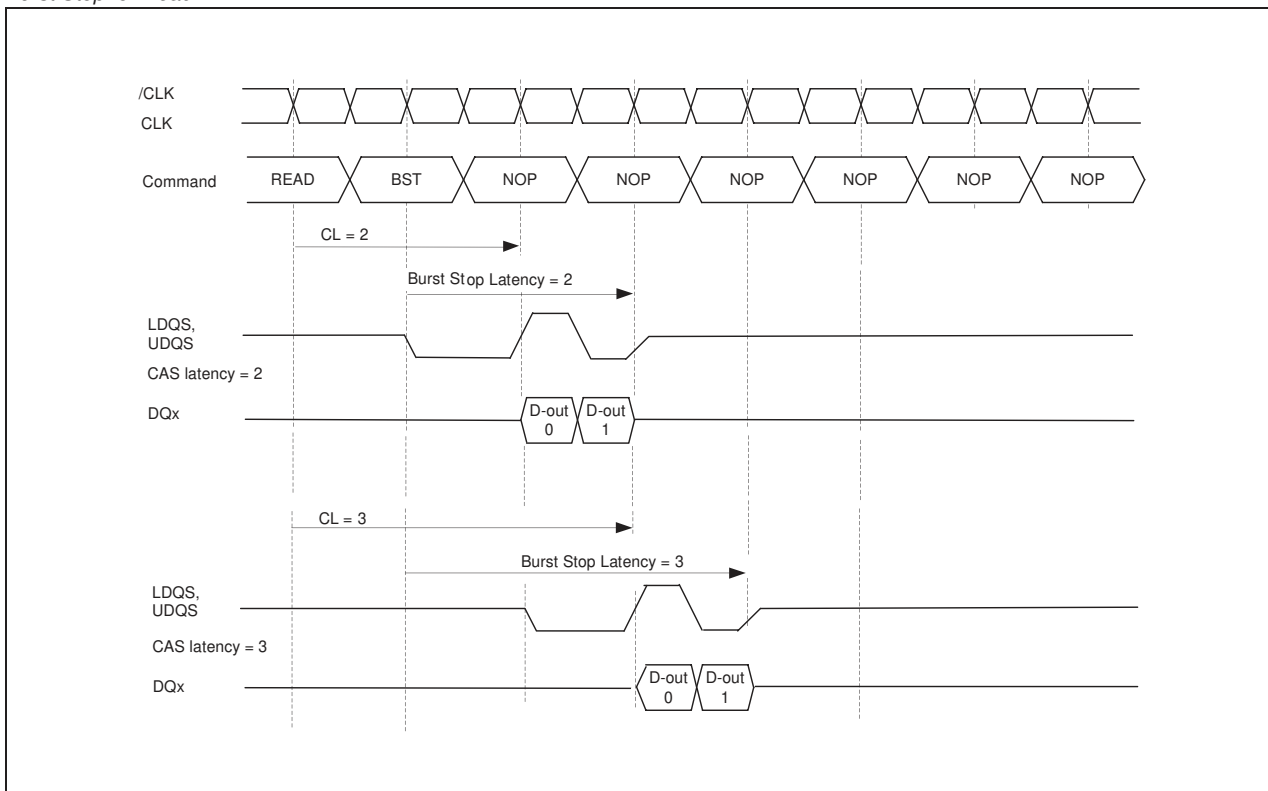 /CLK
CLK
Command READ BST NOP NOP NOP NOP NOP NOP
CL = 2
Burst Stop Latency = 2
LDQS,
UDQS
CAS latency = 2
DQx D-out D-out
0 1
CL = 3
Burst Stop Latency = 3
LDQS,
UDQS
CAS latency = 3
DQx D-out D-out
0 1